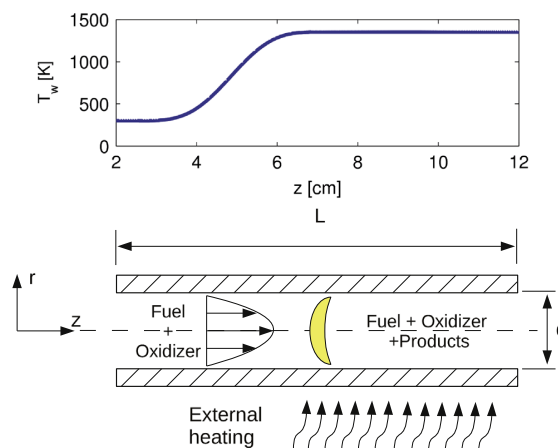 1500
1000
500
0
T_w [K]
2 4 6 8 10 12
z [cm]
L
r
z
Fuel
+
Oxidizer
Fuel + Oxidizer
+Products
External
heating